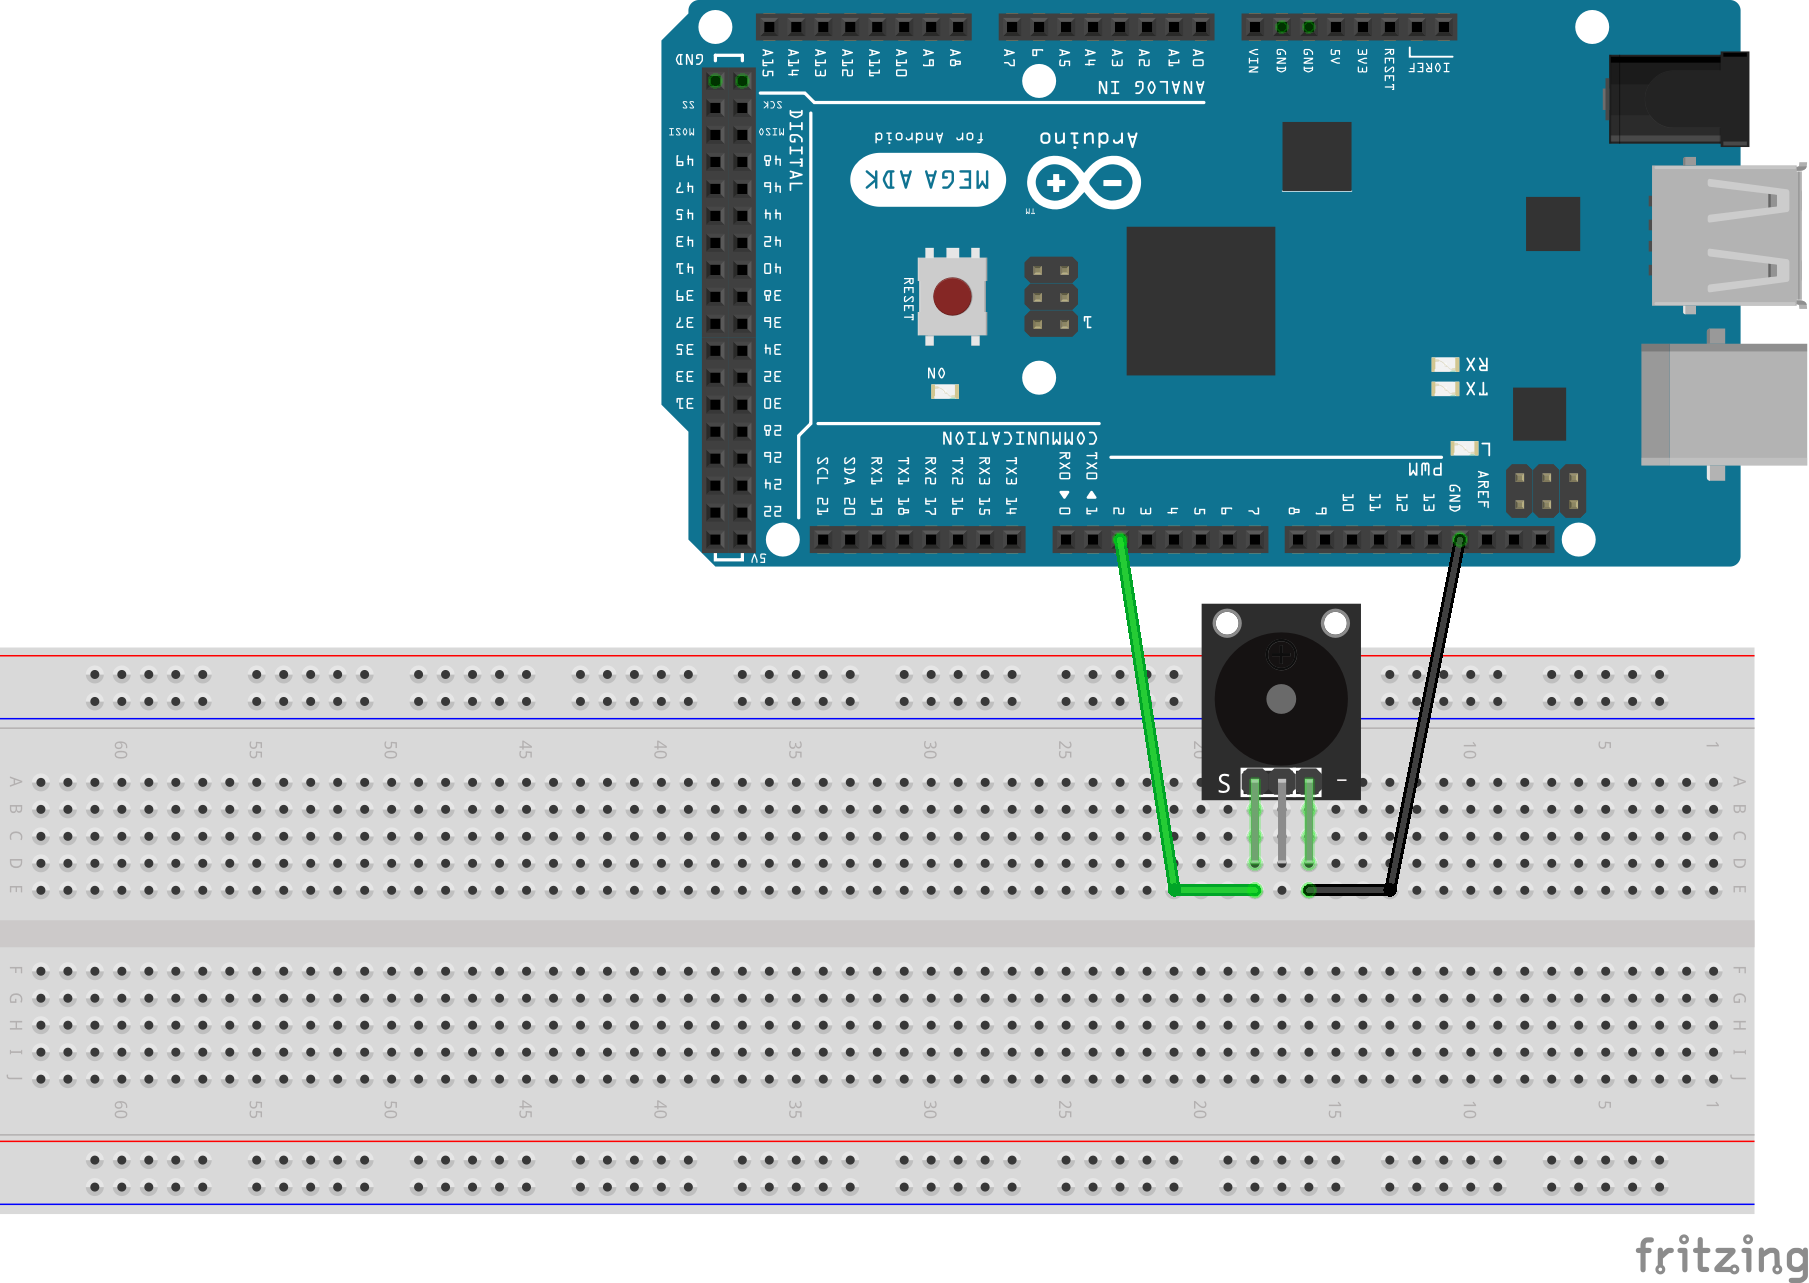 A15 A14 A13 A12 A11 A10 A9 A8
A7 6 A5 A4 A3 A2 A1 A0
VIN GND GND 5V 3V3 RESET IOREF
ANALOG IN
GND
SS SCK
MOSI MISO
49 48
47 46
45 44
43 42
41 40
39 38
37 36
35 34
33 32
31 30
28
26
24
22
5V
DIGITAL
for Android
MEGA ADK
Arduino
TM
RESET
1
ON
RX
TX
L
COMMUNICATION
PWM
SCL 21 SDA 20 RX1 19 TX1 18 RX2 17 TX2 16 RX3 15 TX3 14
RX0 0 TX0 1 2 3 4 5 6 7
8 9 10 11 12 13 GND AREF
S -
60 55 50 45 40 35 30 25 20 10 5 1
A A
B B
C C
D D
E E
F F
G G
H H
I I
J J
60 55 50 45 40 35 30 25 20 15 10 5 1
fritzing